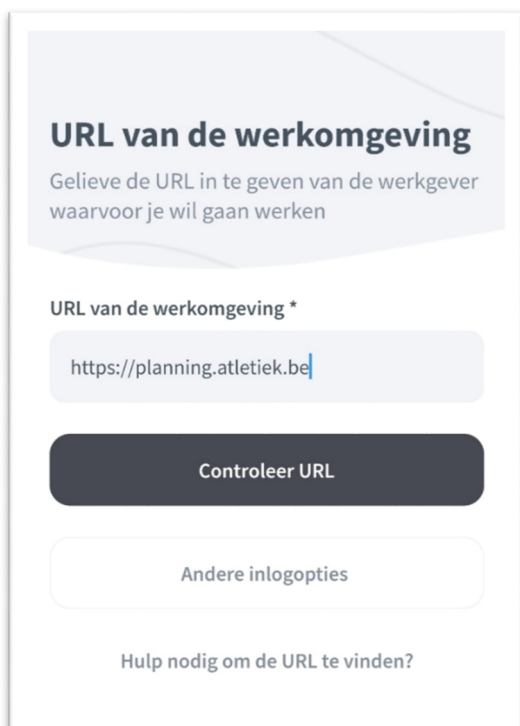 URL van de werkomgeving
Gelieve de URL in te geven van de werkgever
waarvoor je wil gaan werken
URL van de werkomgeving *
https://planning.atletiek.be
Controleer URL
Andere inlogopties
Hulp nodig om de URL te vinden?